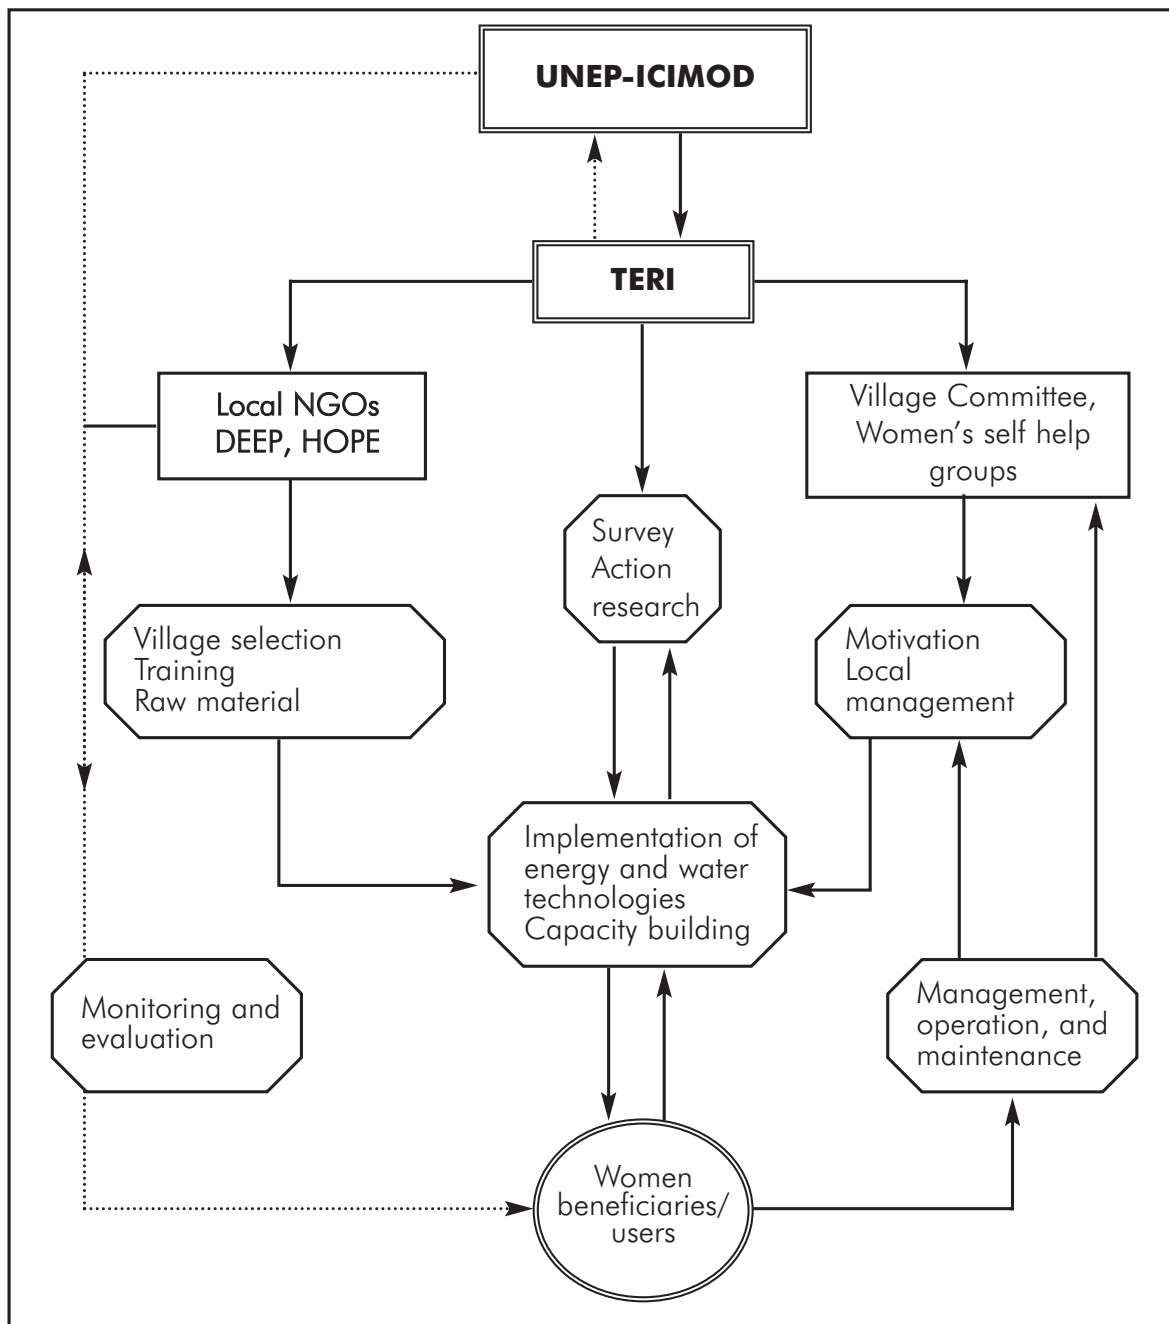 UNEP-ICIMOD
TERI
Local NGOs
DEEP, HOPE
Village Committee,
Women's self help
groups
Survey
Action
research
Village selection
Training
Raw material
Motivation
Local
management
Implementation of
energy and water
technologies
Capacity building
Monitoring and
evaluation
Management,
operation, and
maintenance
Women
beneficiaries/
users